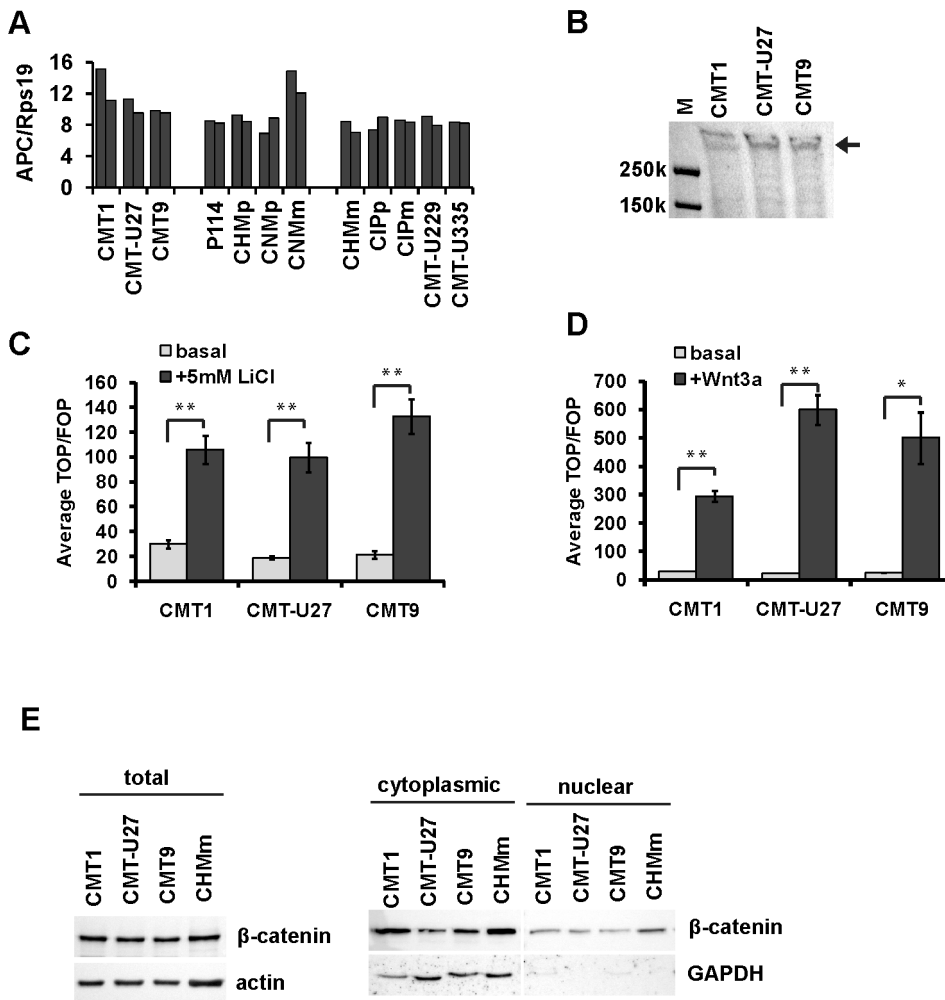 A
APC/Rps19
16
12
8
4
0
CMT1
CMT-U27
CMT9
P114
CHMp
CNMp
CNMm
CHMm
CIPp
CIPm
CMT-U229
CMT-U335
B
M
CMT1
CMT-U27
CMT9
250k
150k
C
basal
+5mM LiCl
Average TOP/FOP
160
140
120
100
80
60
40
20
0
**
**
**
CMT1
CMT-U27
CMT9
D
basal
+Wnt3a
Average TOP/FOP
700
600
500
400
300
200
100
0
**
**
*
CMT1
CMT-U27
CMT9
E
total
CMT1
CMT-U27
CMT9
CHMm
β-catenin
actin
cytoplasmic
nuclear
CMT1
CMT-U27
CMT9
CHMm
CMT1
CMT-U27
CMT9
CHMm
β-catenin
GAPDH